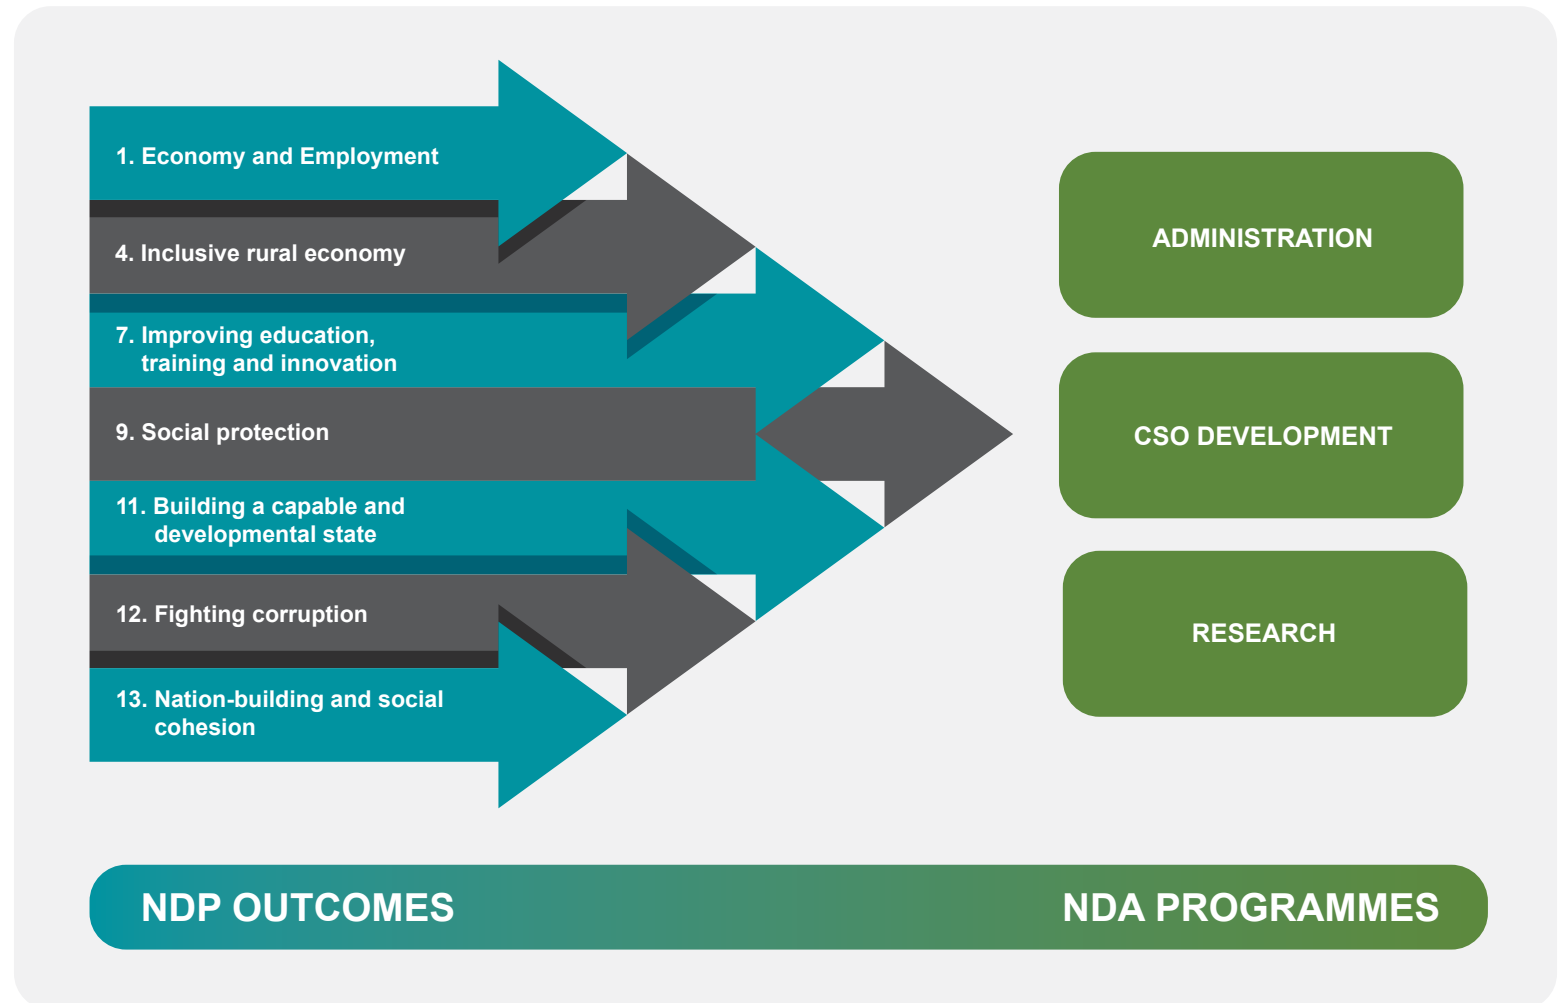 1. Economy and Employment
4. Inclusive rural economy
7. Improving education,
training and innovation
9. Social protection
11. Building a capable and
developmental state
12. Fighting corruption
13. Nation-building and social
cohesion
ADMINISTRATION
CSO DEVELOPMENT
RESEARCH
NDP OUTCOMES
NDA PROGRAMMES